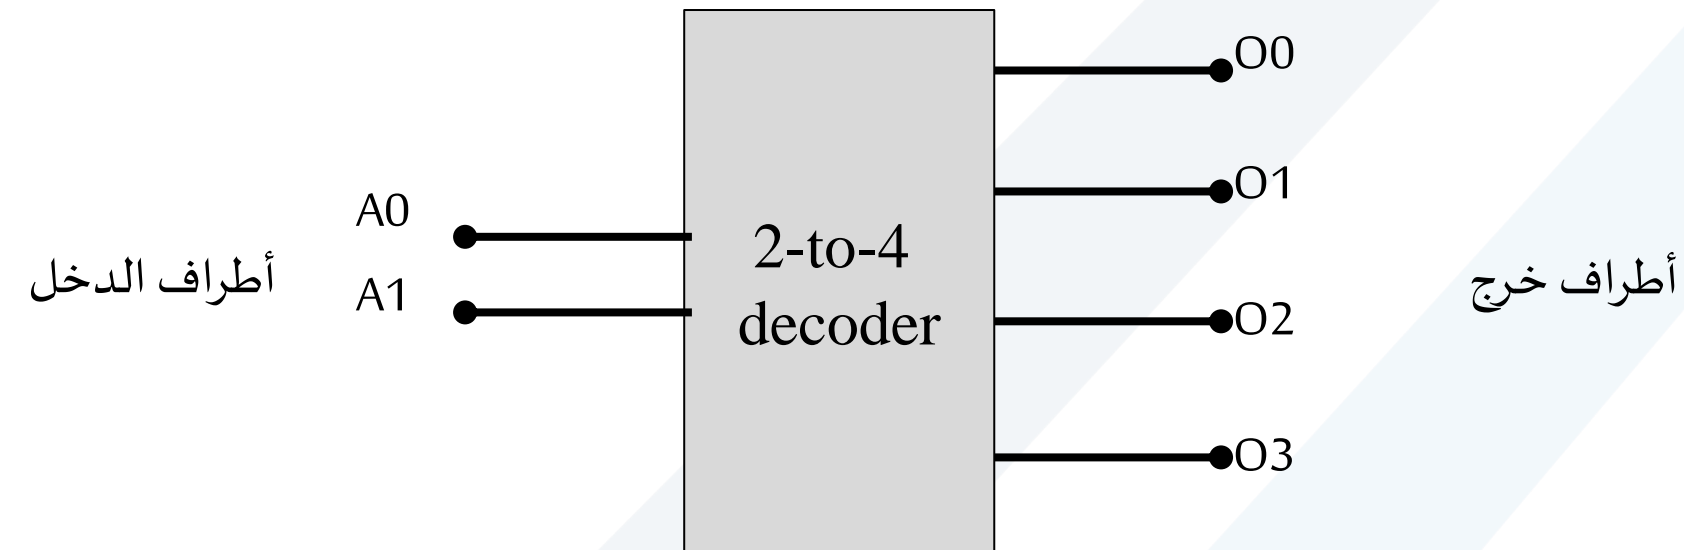 O0
O1
A0
2-to-4
أطراف الدخل
أطراف خرج
A1
decoder
O2
O3